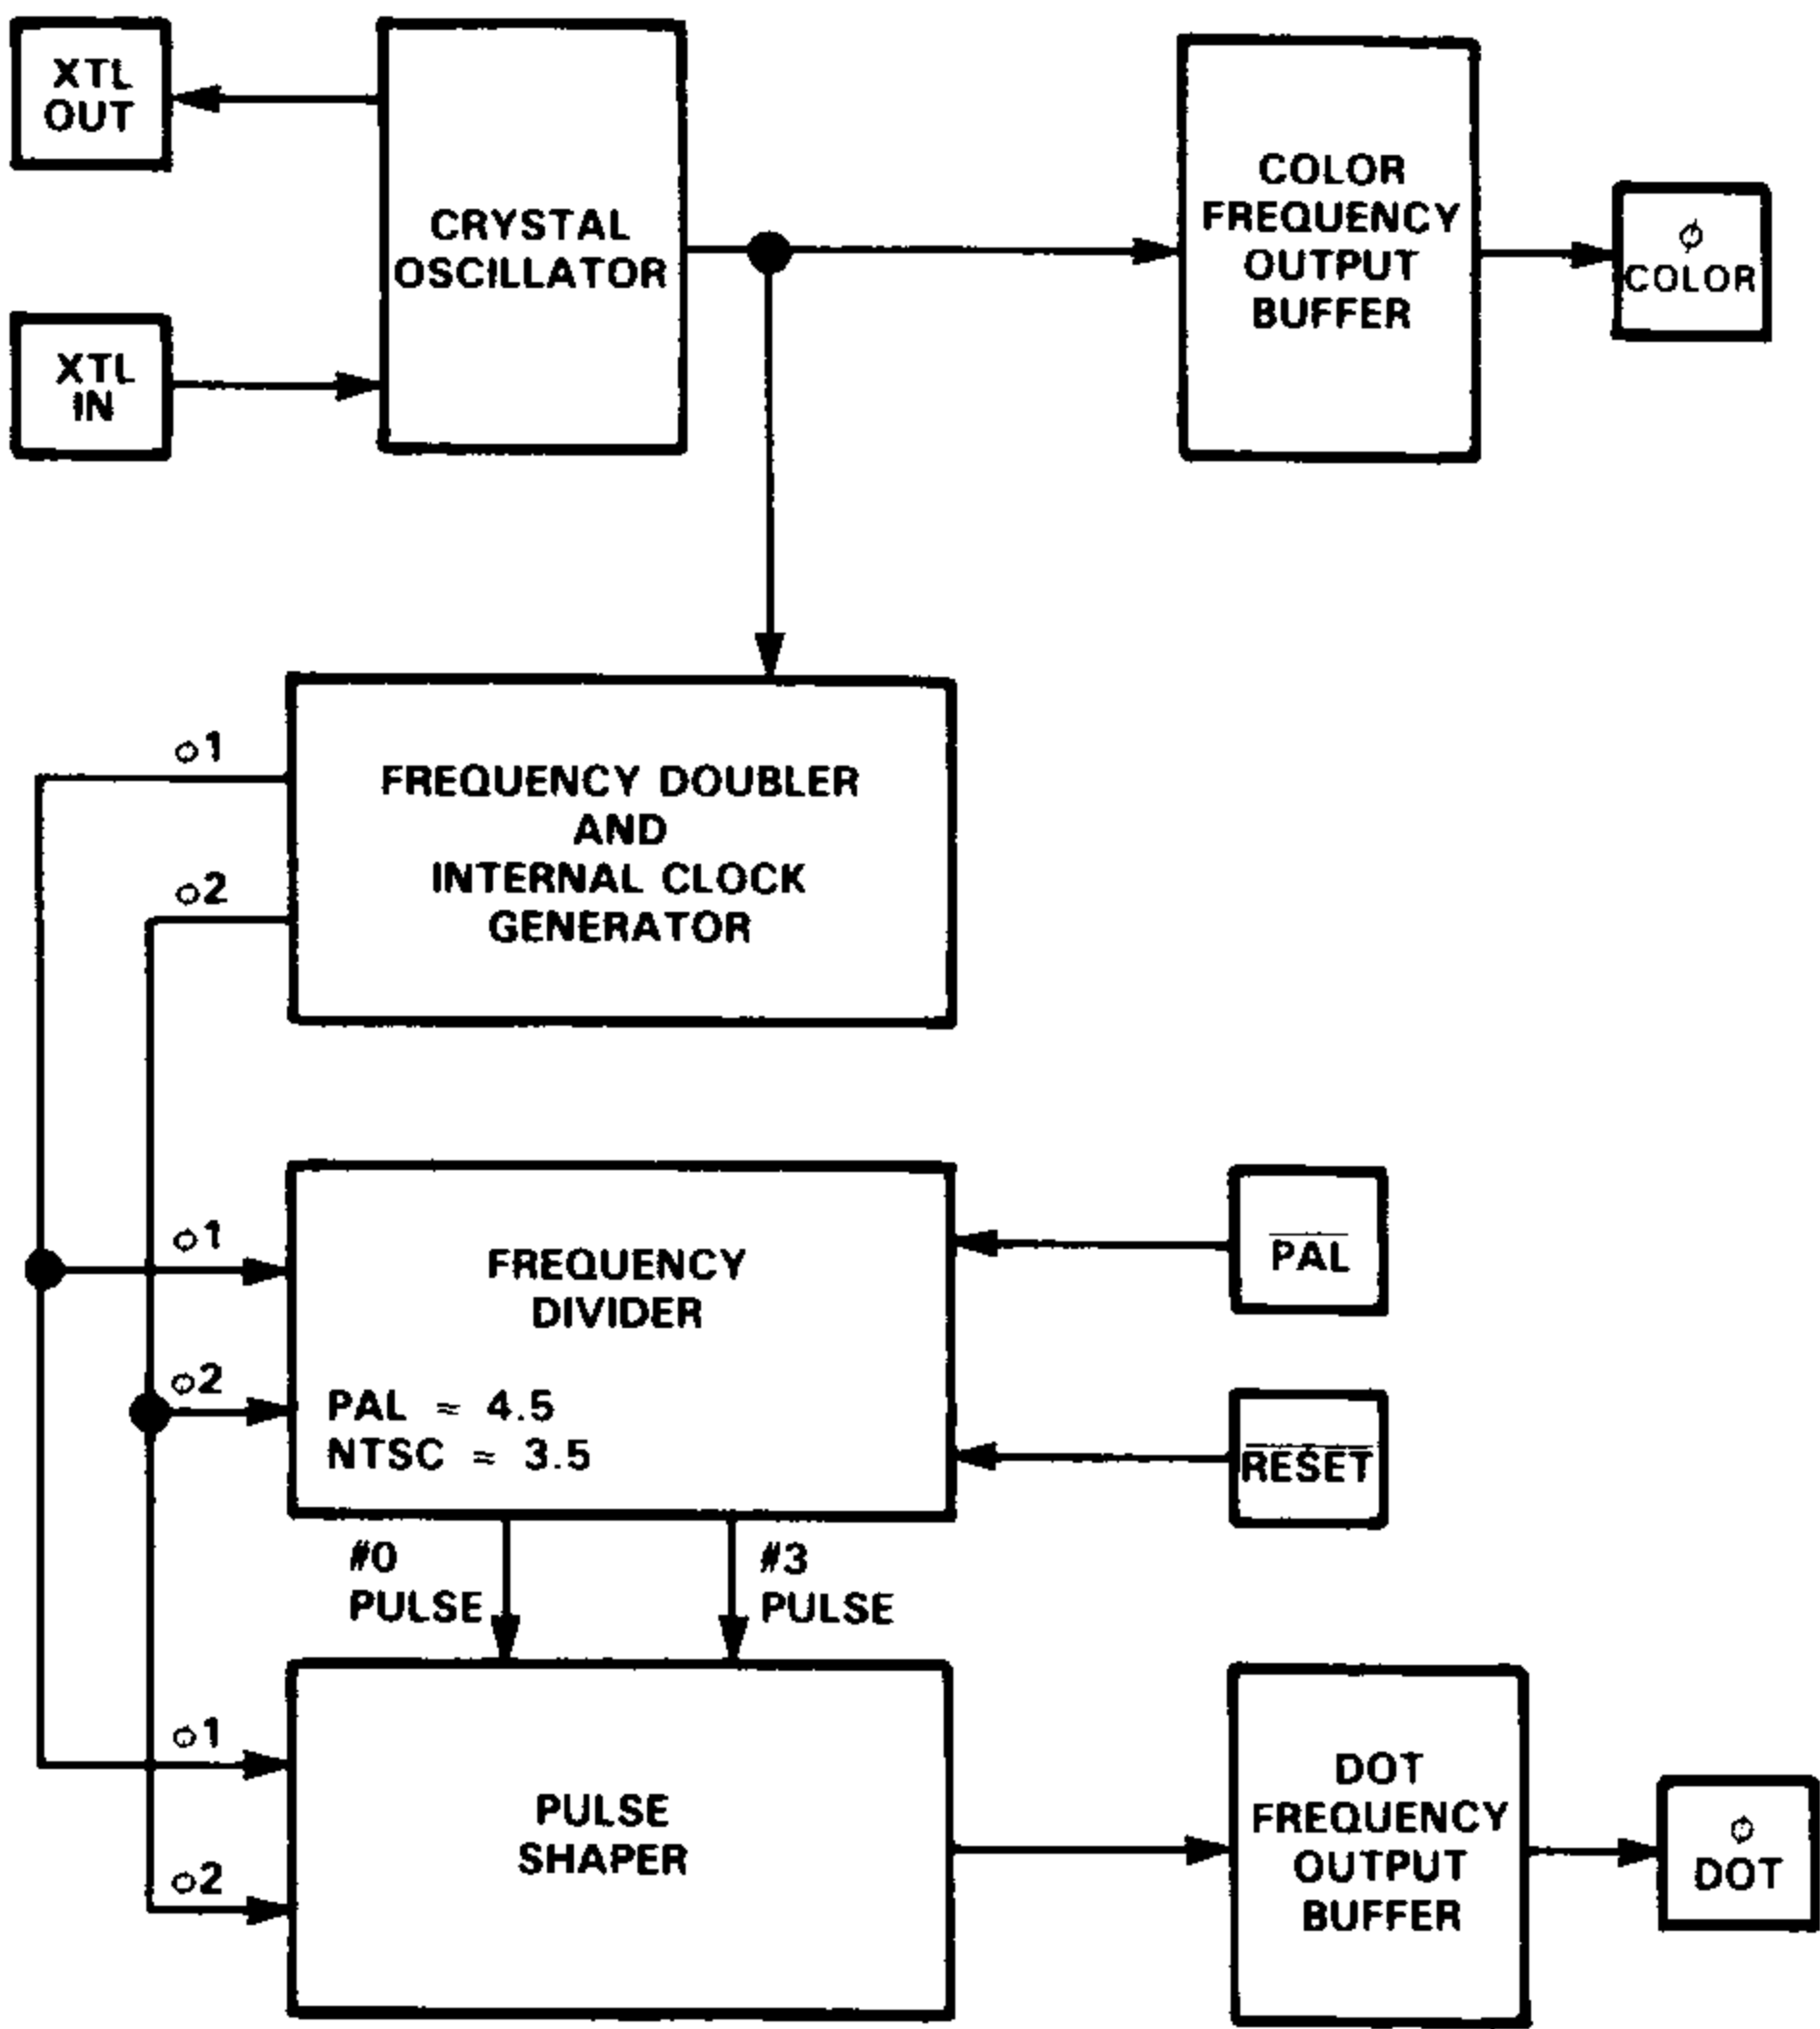 XTL
OUT
CRYSTAL
OSCILLATOR
XTL
IN
COLOR
FREQUENCY
OUTPUT
BUFFER
ϕ
COLOR
ϕ1
ϕ2
FREQUENCY DOUBLER
AND
INTERNAL CLOCK
GENERATOR
ϕ1
ϕ2
FREQUENCY
DIVIDER
PAL ≈ 4.5
NTSC ≈ 3.5
P̅A̅L̅
R̅E̅S̅E̅T̅
#0
PULSE
#3
PULSE
ϕ1
ϕ2
PULSE
SHAPER
DOT
FREQUENCY
OUTPUT
BUFFER
ϕ
DOT